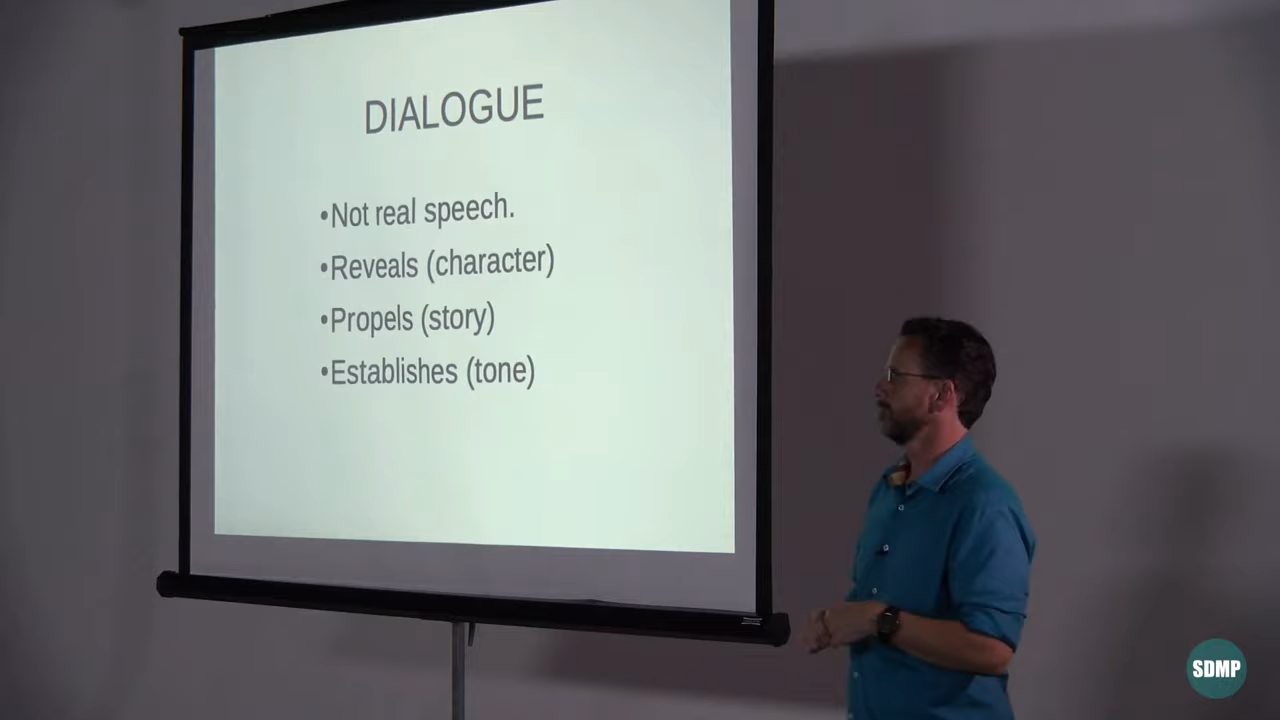 DIALOGUE
•Not real speech.
•Reveals (character)
•Propels (story)
•Establishes (tone)
SDMP